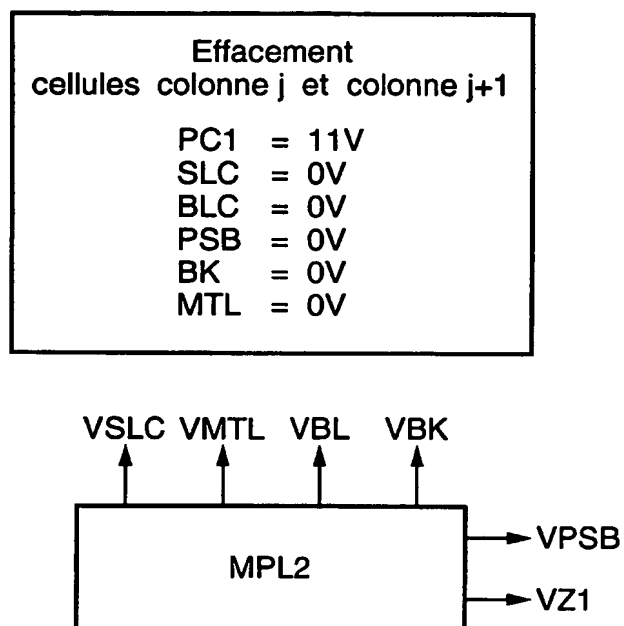 Effacement
cellules colonne j et colonne j+1
PC1 = 11V
SLC = 0V
BLC = 0V
PSB = 0V
BK = 0V
MTL = 0V
VSLC VMTL VBL VBK
VPSB
MPL2
VZ1